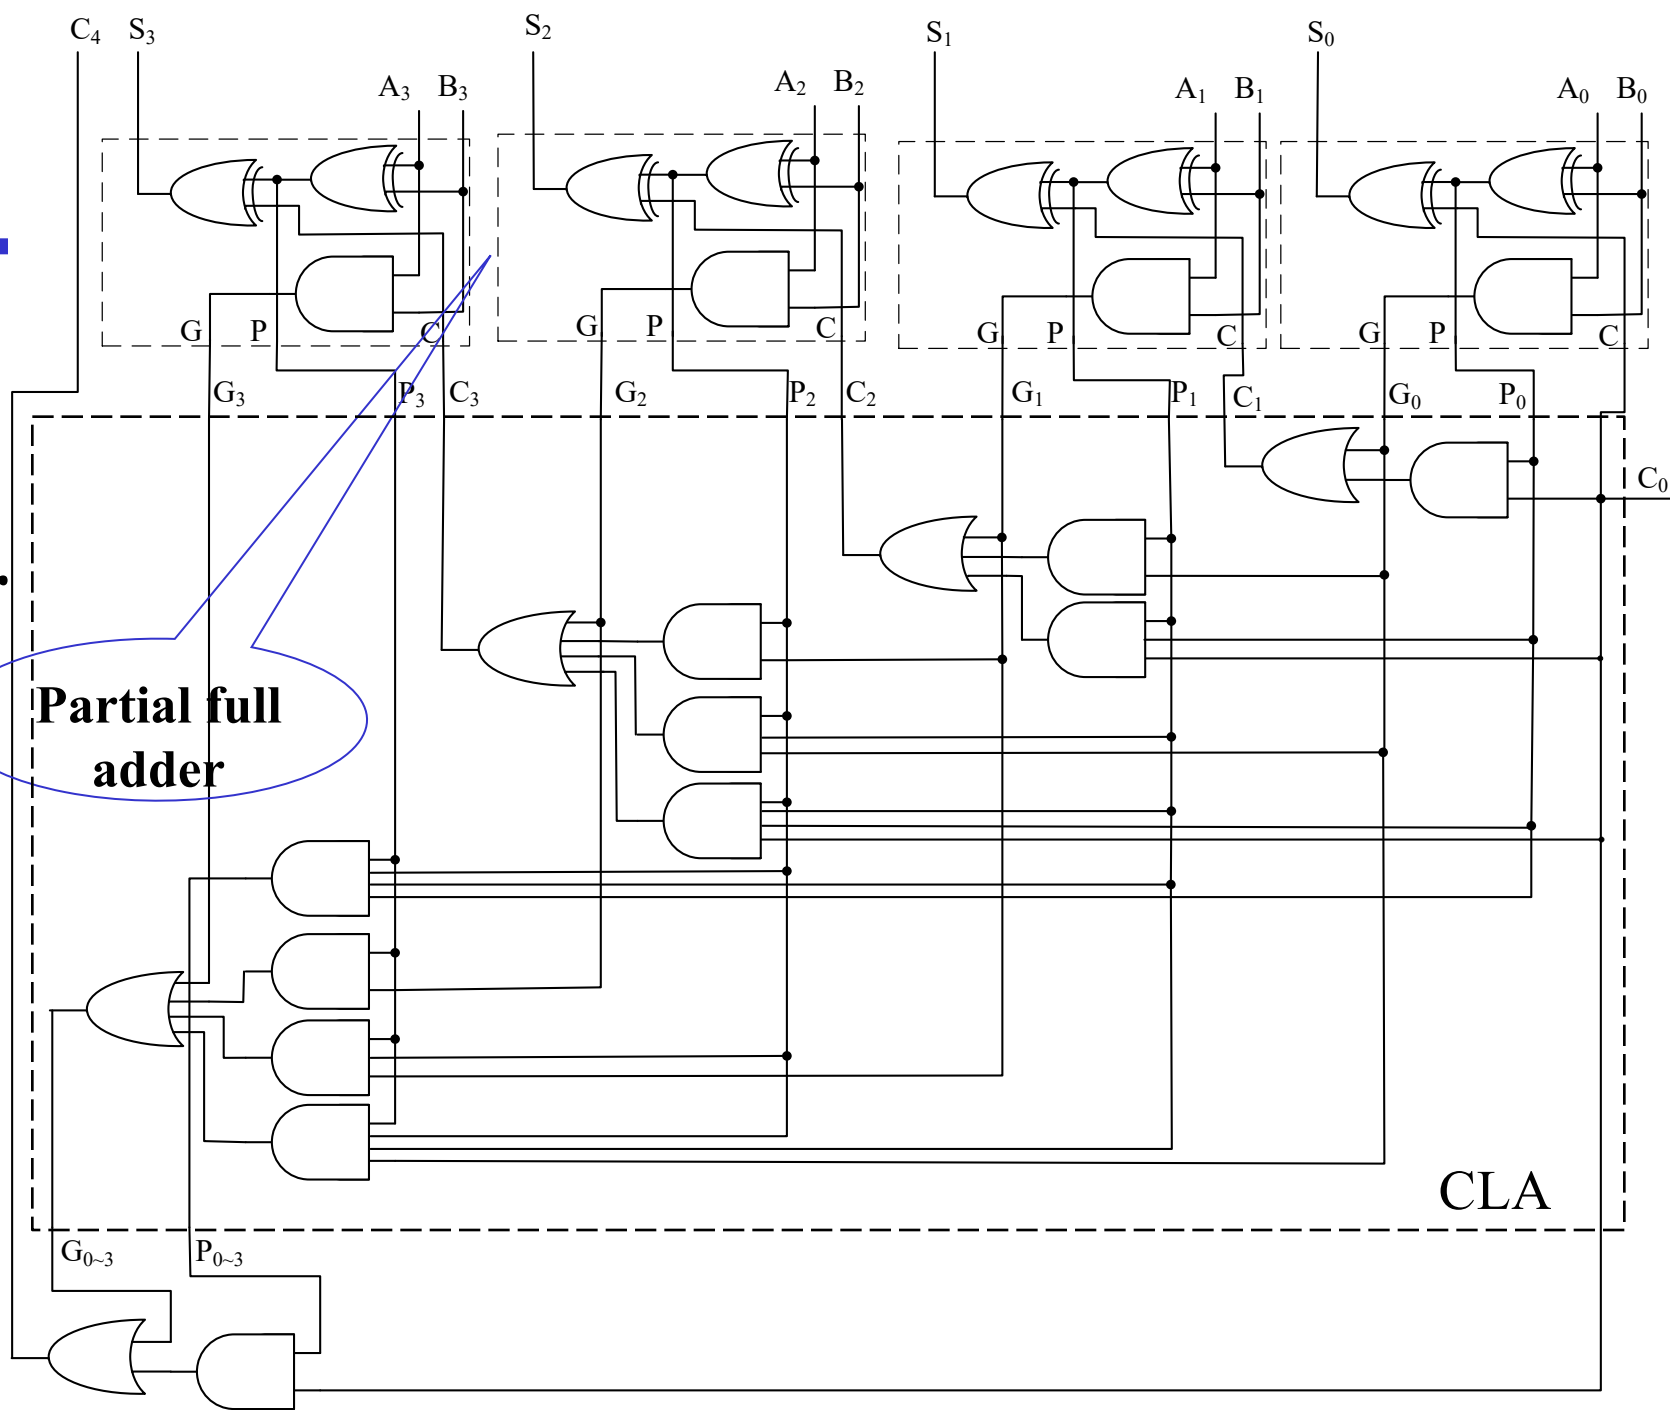 C₄ S₃ S₂ S₁ S₀
A₃ B₃ A₂ B₂ A₁ B₁ A₀ B₀
G P C G P C G P C G P C
G₃ P₃ C₃ G₂ P₂ C₂ G₁ P₁ C₁ G₀ P₀
C₀
Partial full
adder
CLA
G₀~₃ P₀~₃